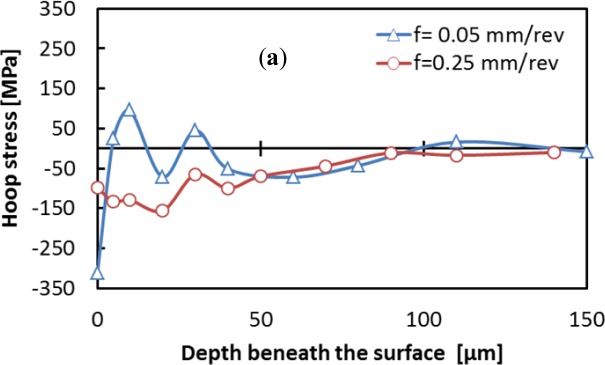 350
250
150
50
-50
-150
-250
-350
Hoop stress [MPa]
(a)
f= 0.05 mm/rev
f=0.25 mm/rev
0 50 100 150
Depth beneath the surface [µm]